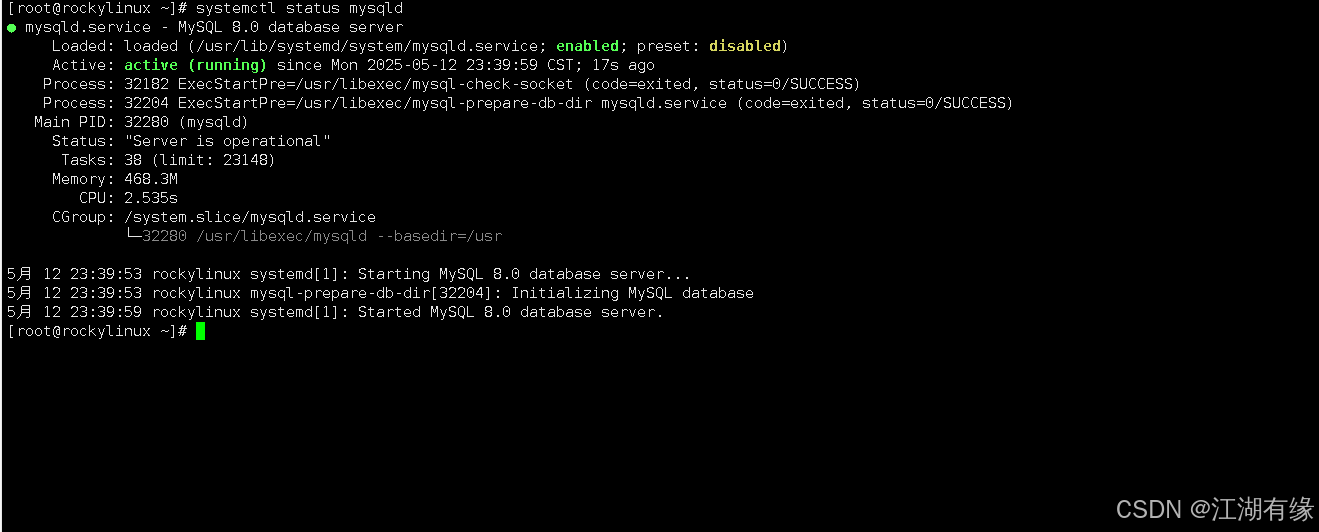 [root@rockylinux ~]# systemctl status mysqld
● mysqld.service - MySQL 8.0 database server
     Loaded: loaded (/usr/lib/systemd/system/mysqld.service; enabled; preset: disabled)
     Active: active (running) since Mon 2025-05-12 23:39:59 CST; 17s ago
    Process: 32182 ExecStartPre=/usr/libexec/mysql-check-socket (code=exited, status=0/SUCCESS)
    Process: 32204 ExecStartPre=/usr/libexec/mysql-prepare-db-dir mysqld.service (code=exited, status=0/SUCCESS)
   Main PID: 32280 (mysqld)
     Status: "Server is operational"
      Tasks: 38 (limit: 23148)
     Memory: 468.3M
        CPU: 2.535s
     CGroup: /system.slice/mysqld.service
             └─32280 /usr/libexec/mysqld --basedir=/usr
5月 12 23:39:53 rockylinux systemd[1]: Starting MySQL 8.0 database server...
5月 12 23:39:53 rockylinux mysql-prepare-db-dir[32204]: Initializing MySQL database
5月 12 23:39:59 rockylinux systemd[1]: Started MySQL 8.0 database server.
[root@rockylinux ~]#
CSDN @江湖有缘